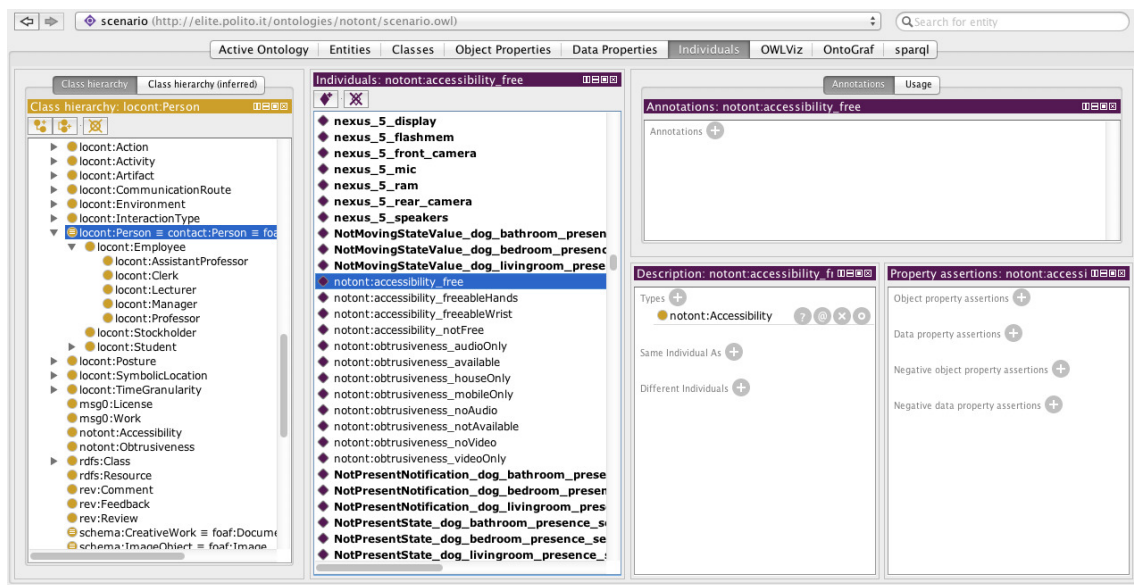 scenario (http://elite.polito.it/ontologies/notont/scenario.owl)
Search for entity
Active Ontology Entities Classes Object Properties Data Properties Individuals OWLViz OntoGraf sparql
Class hierarchy Class hierarchy (inferred)
Class hierarchy: locont:Person
locont:Action
locont:Activity
locont:Artifact
locont:CommunicationRoute
locont:Environment
locont:InteractionType
locont:Person ≡ contact:Person ≡ foa
locont:Employee
locont:AssistantProfessor
locont:Clerk
locont:Lecturer
locont:Manager
locont:Professor
locont:Stockholder
locont:Student
locont:Posture
locont:SymbolicLocation
locont:TimeGranularity
msg0:License
msg0:Work
notont:Accessibility
notont:Obtrusiveness
rdfs:Class
rdfs:Resource
rev:Comment
rev:Feedback
rev:Review
schema:CreativeWork ≡ foaf:Docume
schema:ImageObject ≡ foaf:Image
Individuals: notont:accessibility_free
nexus_5_display
nexus_5_flashmem
nexus_5_front_camera
nexus_5_mic
nexus_5_ram
nexus_5_rear_camera
nexus_5_speakers
NotMovingStateValue_dog_bathroom_presen
NotMovingStateValue_dog_bedroom_presenc
NotMovingStateValue_dog_livingroom_prese
notont:accessibility_free
notont:accessibility_freeableHands
notont:accessibility_freeableWrist
notont:accessibility_notFree
notont:obtrusiveness_audioOnly
notont:obtrusiveness_available
notont:obtrusiveness_houseOnly
notont:obtrusiveness_mobileOnly
notont:obtrusiveness_noAudio
notont:obtrusiveness_notAvailable
notont:obtrusiveness_noVideo
notont:obtrusiveness_videoOnly
NotPresentNotification_dog_bathroom_prese
NotPresentNotification_dog_bedroom_presen
NotPresentNotification_dog_livingroom_pres
NotPresentState_dog_bathroom_presence_se
NotPresentState_dog_bedroom_presence_se
NotPresentState_dog_livingroom_presence_
Annotations Usage
Annotations: notont:accessibility_free
Annotations
Description: notont:accessibility_fr
Types
notont:Accessibility
Same Individual As
Different Individuals
Property assertions: notont:accessi
Object property assertions
Data property assertions
Negative object property assertions
Negative data property assertions